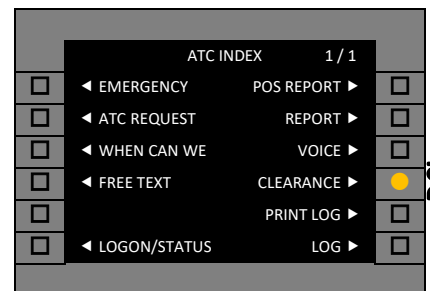 ATC INDEX 1 / 1
◄ EMERGENCY POS REPORT ►
◄ ATC REQUEST REPORT ►
◄ WHEN CAN WE VOICE ►
◄ FREE TEXT CLEARANCE ►
PRINT LOG ►
◄ LOGON/STATUS LOG ►